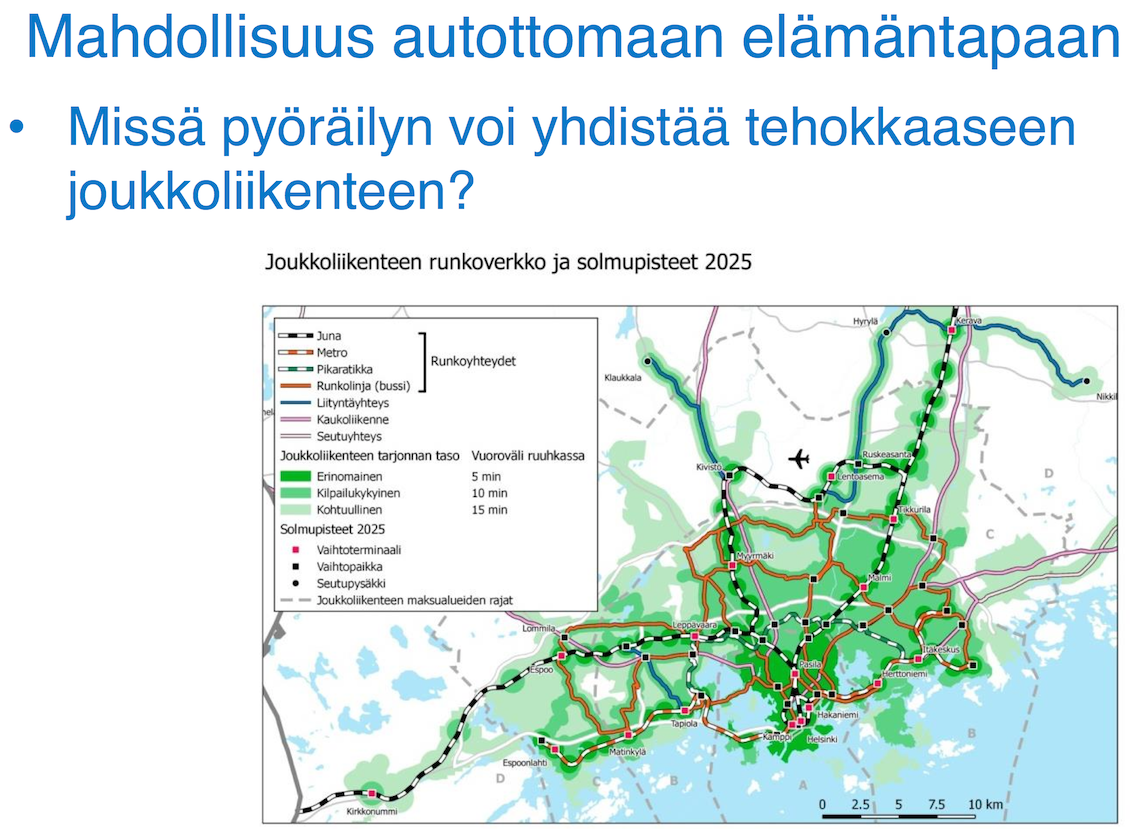 Mahdollisuus autottomaan elämäntapaan
• Missä pyöräilyn voi yhdistää tehokkaaseen
joukkoliikenteen?
Joukkoliikenteen runkoverkko ja solmupisteet 2025
Juna
Metro
Pikaratikka
Runkolinja (bussi)
Runkoyhteydet
Liityntäyhteys
Kaukoliikenne
Seutuyhteys
Joukkoliikenteen tarjonnan taso Vuoroväli ruuhkassa
Erinomainen 5 min
Kilpailukykyinen 10 min
Kohtuullinen 15 min
Solmupisteet 2025
Vaihtoterminaali
Vaihtopaikka
Seutupysäkki
Joukkoliikenteen maksualueiden rajat
Hyrylä
Kerava
Klaukkala
Nikkil
Kivistö
Ruskeasanta
Lentoasema
D
Tikkurila
C
Myyrmäki
Malmi
Lommila
Leppävaara
Espoo
Itäkeskus
Pasila
Herttoniemi
Hakaniemi
Tapiola
Kamppi
Helsinki
Matinkylä
B
Espoonlahti
D
C
B
A
Kirkkonummi
0 2.5 5 7.5 10 km